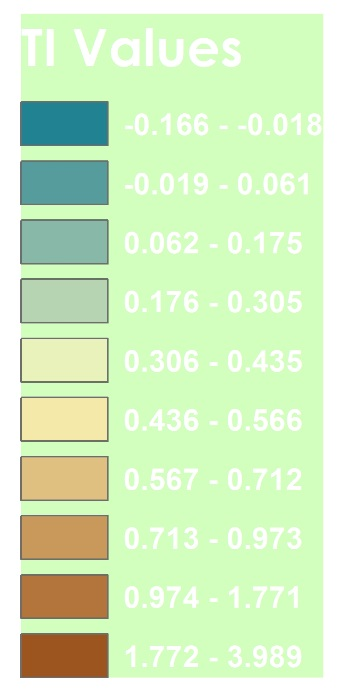 TI Values
-0.166 - -0.018
-0.019 - 0.061
0.062 - 0.175
0.176 - 0.305
0.306 - 0.435
0.436 - 0.566
0.567 - 0.712
0.713 - 0.973
0.974 - 1.771
1.772 - 3.989